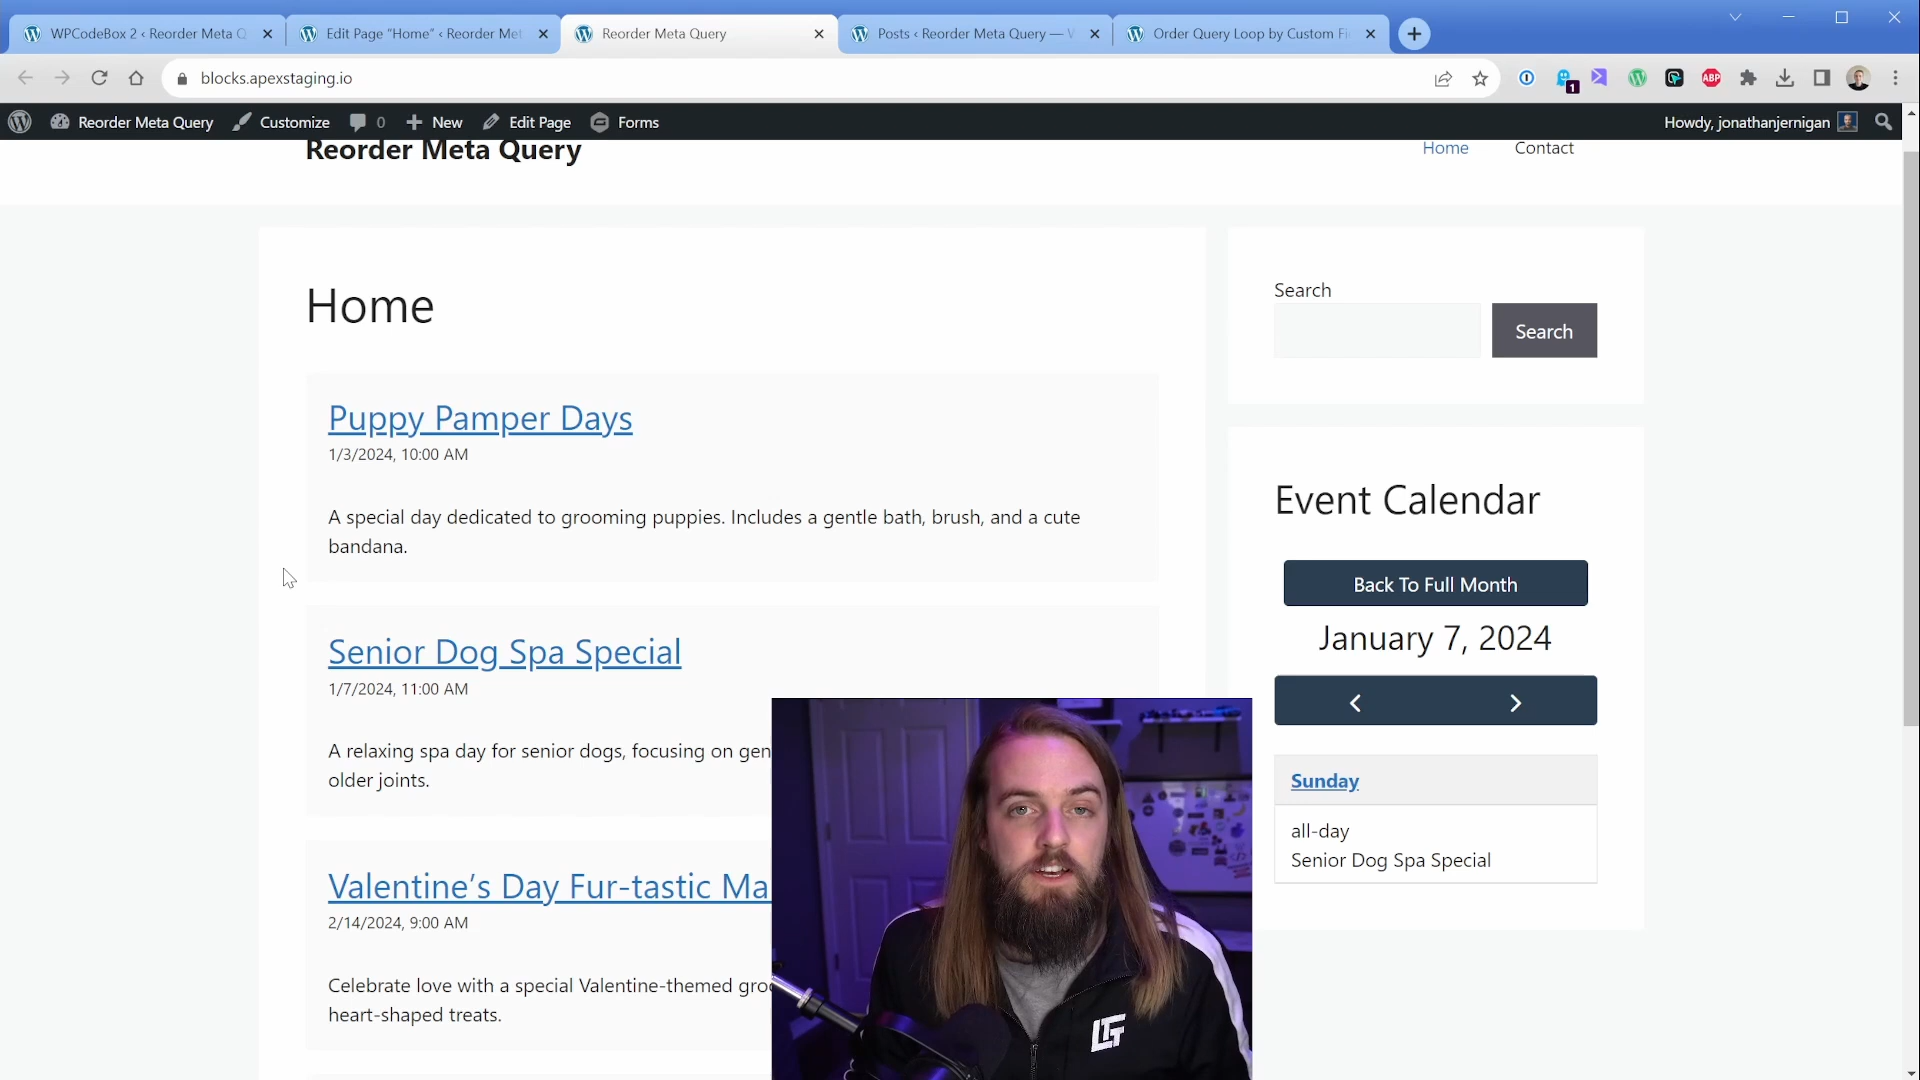 WPCodeBox 2 ‹ Reorder Meta Q
Edit Page "Home" ‹ Reorder Met
Reorder Meta Query
Posts ‹ Reorder Meta Query — W
Order Query Loop by Custom Fi
blocks.apexstaging.io
1
ABP
Reorder Meta Query
Customize
0
New
Edit Page
Forms
Howdy, jonathanjernigan
Reorder Meta Query
Home
Contact
Home
Puppy Pamper Days
1/3/2024, 10:00 AM
A special day dedicated to grooming puppies. Includes a gentle bath, brush, and a cute
bandana.
Senior Dog Spa Special
1/7/2024, 11:00 AM
A relaxing spa day for senior dogs, focusing on gen
older joints.
Valentine's Day Fur-tastic Ma
2/14/2024, 9:00 AM
Celebrate love with a special Valentine-themed groo
heart-shaped treats.
Search
Search
Event Calendar
Back To Full Month
January 7, 2024
Sunday
all-day
Senior Dog Spa Special
LTT